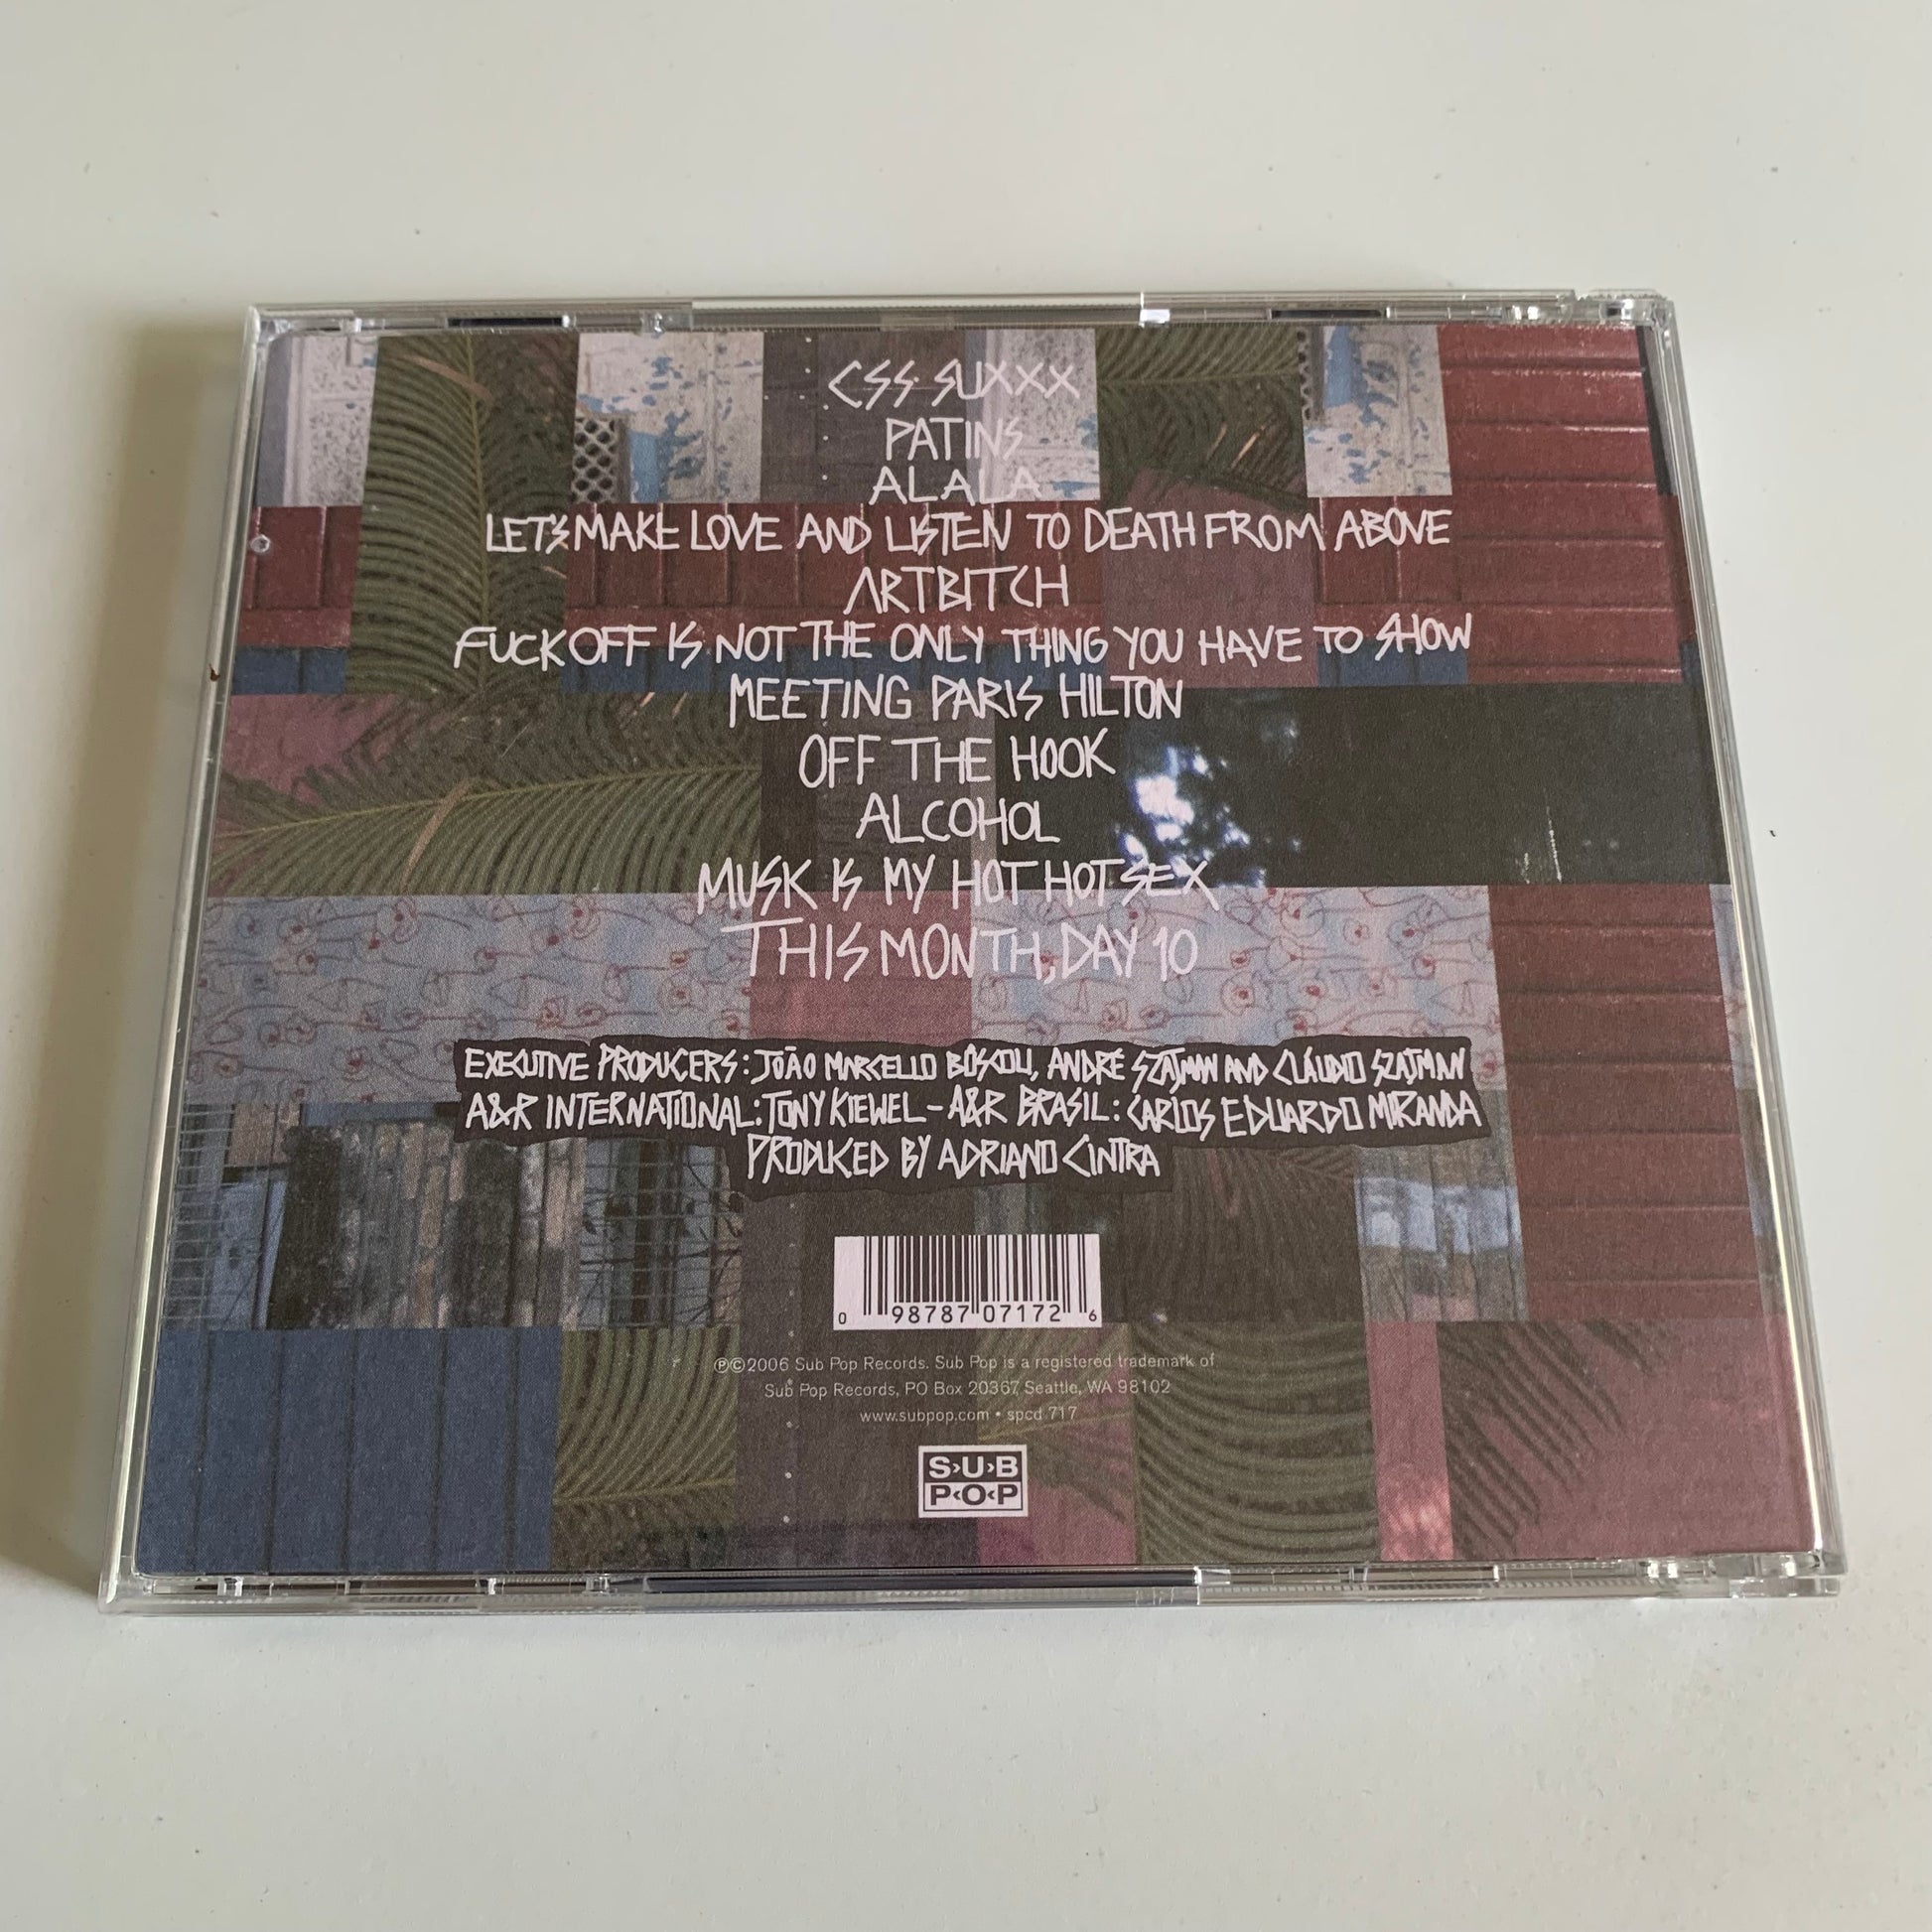 CSS SUXXX
PATINS
ALALA
LET'S MAKE LOVE AND LISTEN TO DEATH FROM ABOVE
ARTBITCH
FUCKOFF IS NOT THE ONLY THING YOU HAVE TO SHOW
MEETING PARIS HILTON
OFF THE HOOK
ALCOHOL
MUSIC IS MY HOT HOT SEX
THIS MONTH, DAY 10
EXECUTIVE PRODUCERS: JOÃO MARCELLO BÔSCOLI, ANDRÉ SZAJMAN AND CLÁUDIO SZAJMAN
A&R INTERNATIONAL: TONY KIEWEL - A&R BRASIL: CARLOS EDUARDO MIRANDA
PRODUCED BY ADRIANO CINTRA
0 98787 07172 6
℗©2006 Sub Pop Records. Sub Pop is a registered trademark of
Sub Pop Records, PO Box 20367, Seattle, WA 98102
www.subpop.com • spcd 717
S›U›B
P‹O‹P